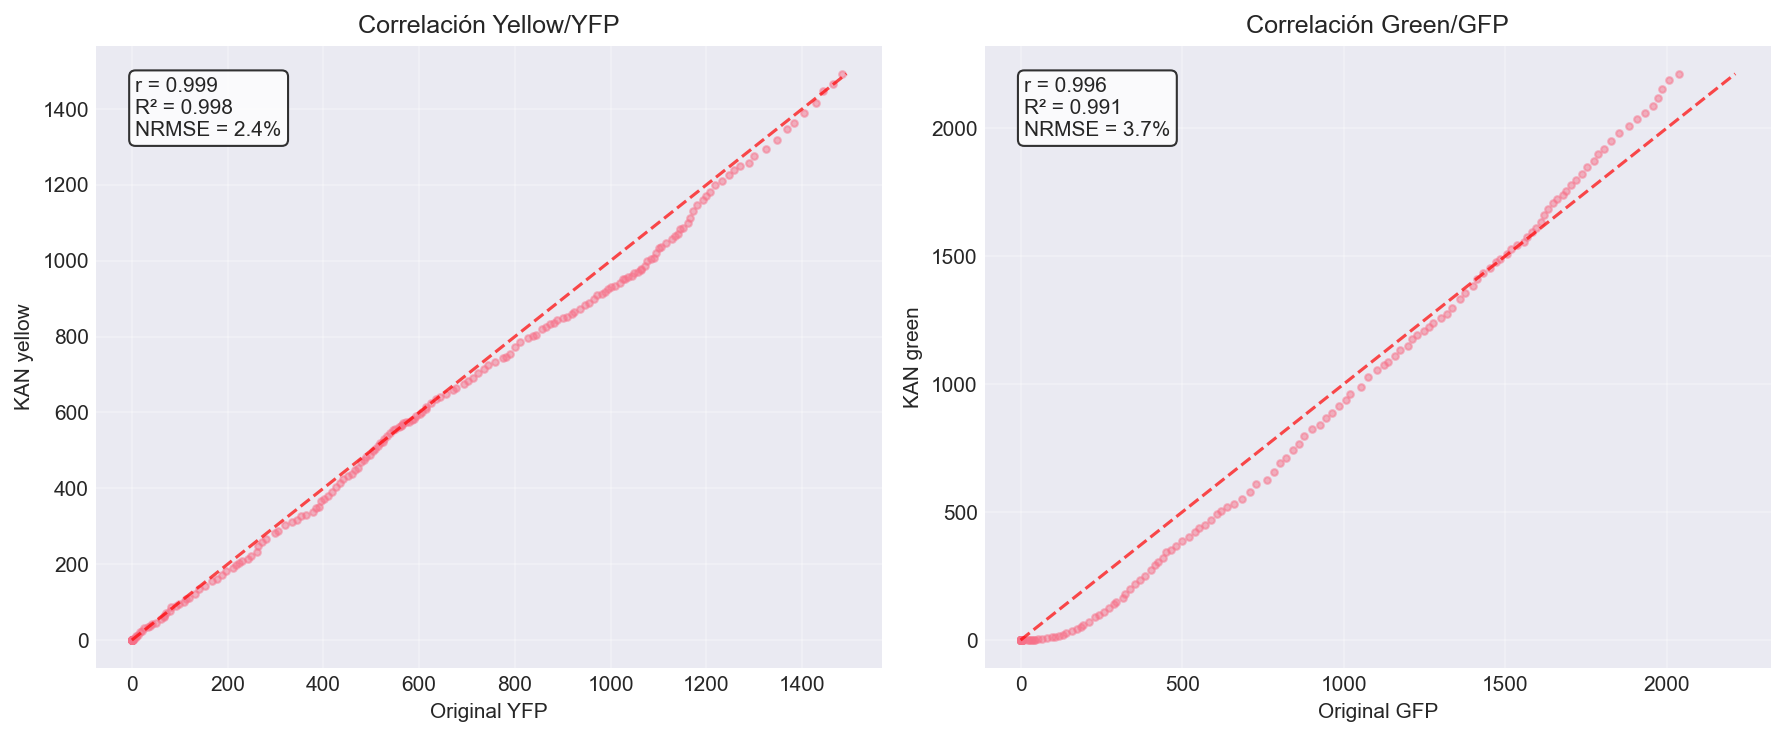 Correlación Yellow/YFP
r = 0.999
R² = 0.998
NRMSE = 2.4%
1400
1200
1000
800
600
400
200
0
KAN yellow
0 200 400 600 800 1000 1200 1400
Original YFP
Correlación Green/GFP
r = 0.996
R² = 0.991
NRMSE = 3.7%
2000
1500
1000
500
0
KAN green
0 500 1000 1500 2000
Original GFP